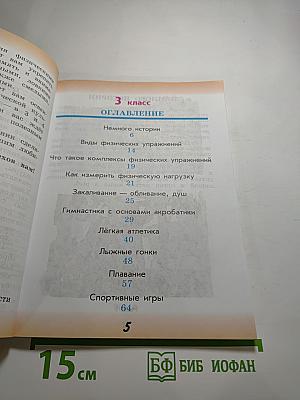 3 класс
ОГЛАВЛЕНИЕ
Немного истории
6
Виды физических упражнений
14
Что такое комплексы физических упражнений
19
Как измерить физическую нагрузку
21
Закаливание — обливание, душ
25
Гимнастика с основами акробатики
29
Лёгкая атлетика
40
Лыжные гонки
48
Плавание
57
Спортивные игры
64
5
15 см
БФ БИБ ИОФАН